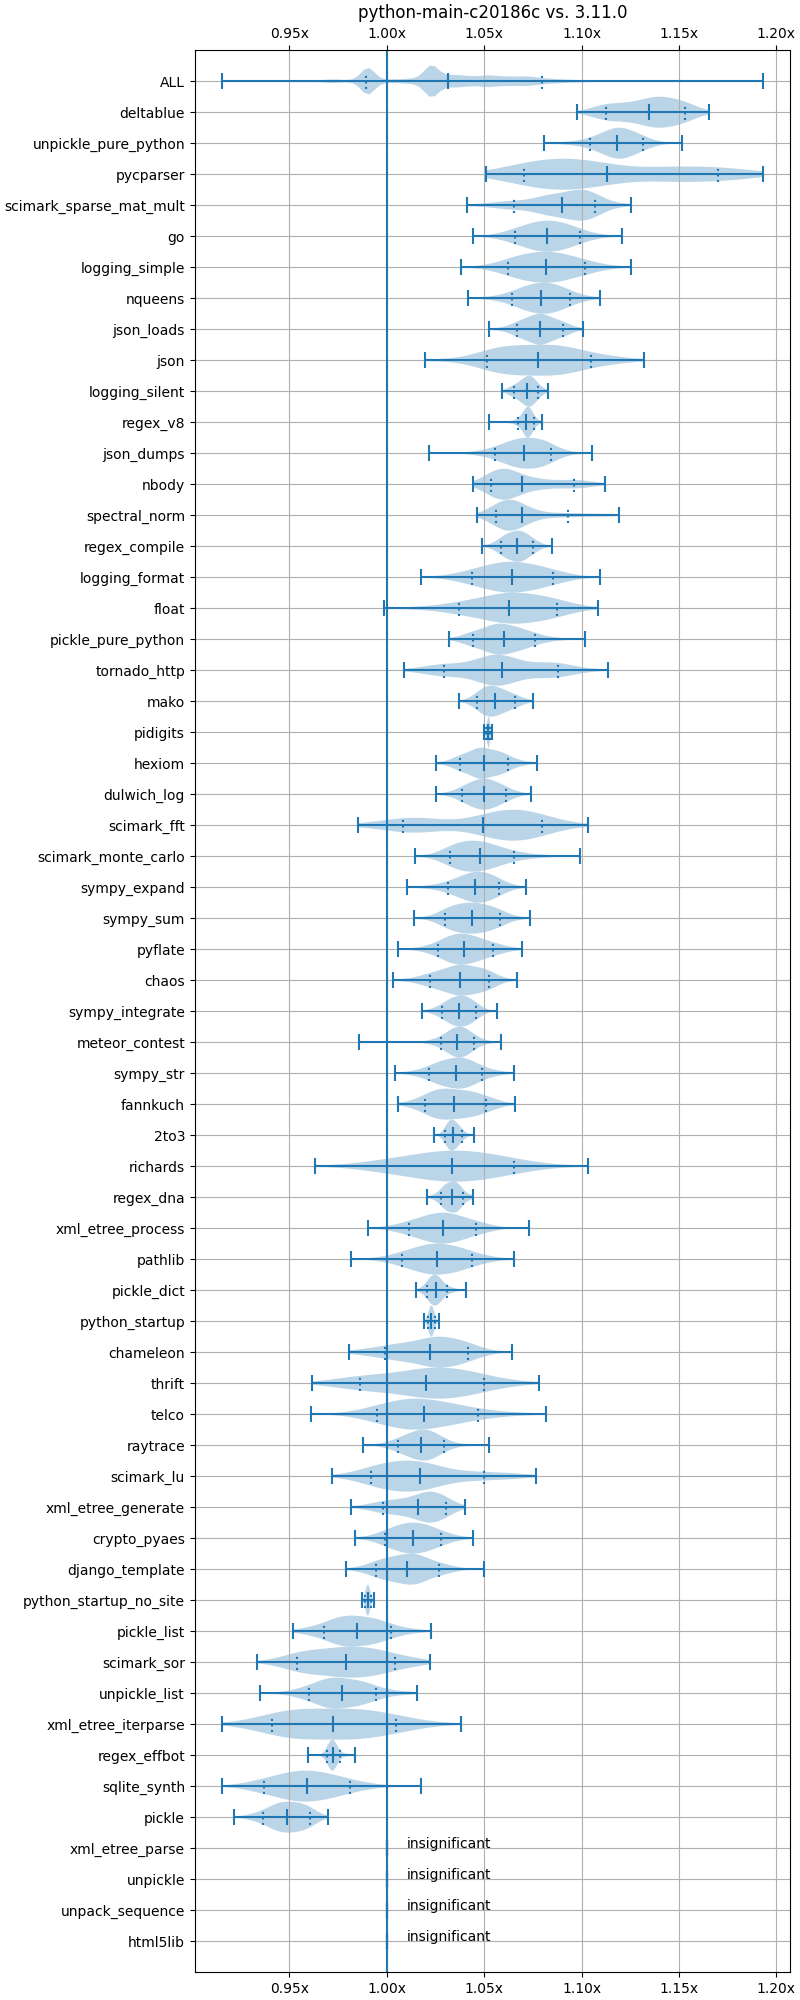 python-main-c20186c vs. 3.11.0
0.95x 1.00x 1.05x 1.10x 1.15x 1.20x
ALL
deltablue
unpickle_pure_python
pycparser
scimark_sparse_mat_mult
go
logging_simple
nqueens
json_loads
json
logging_silent
regex_v8
json_dumps
nbody
spectral_norm
regex_compile
logging_format
float
pickle_pure_python
tornado_http
mako
pidigits
hexiom
dulwich_log
scimark_fft
scimark_monte_carlo
sympy_expand
sympy_sum
pyflate
chaos
sympy_integrate
meteor_contest
sympy_str
fannkuch
2to3
richards
regex_dna
xml_etree_process
pathlib
pickle_dict
python_startup
chameleon
thrift
telco
raytrace
scimark_lu
xml_etree_generate
crypto_pyaes
django_template
python_startup_no_site
pickle_list
scimark_sor
unpickle_list
xml_etree_iterparse
regex_effbot
sqlite_synth
pickle
xml_etree_parse insignificant
unpickle insignificant
unpack_sequence insignificant
html5lib insignificant
0.95x 1.00x 1.05x 1.10x 1.15x 1.20x